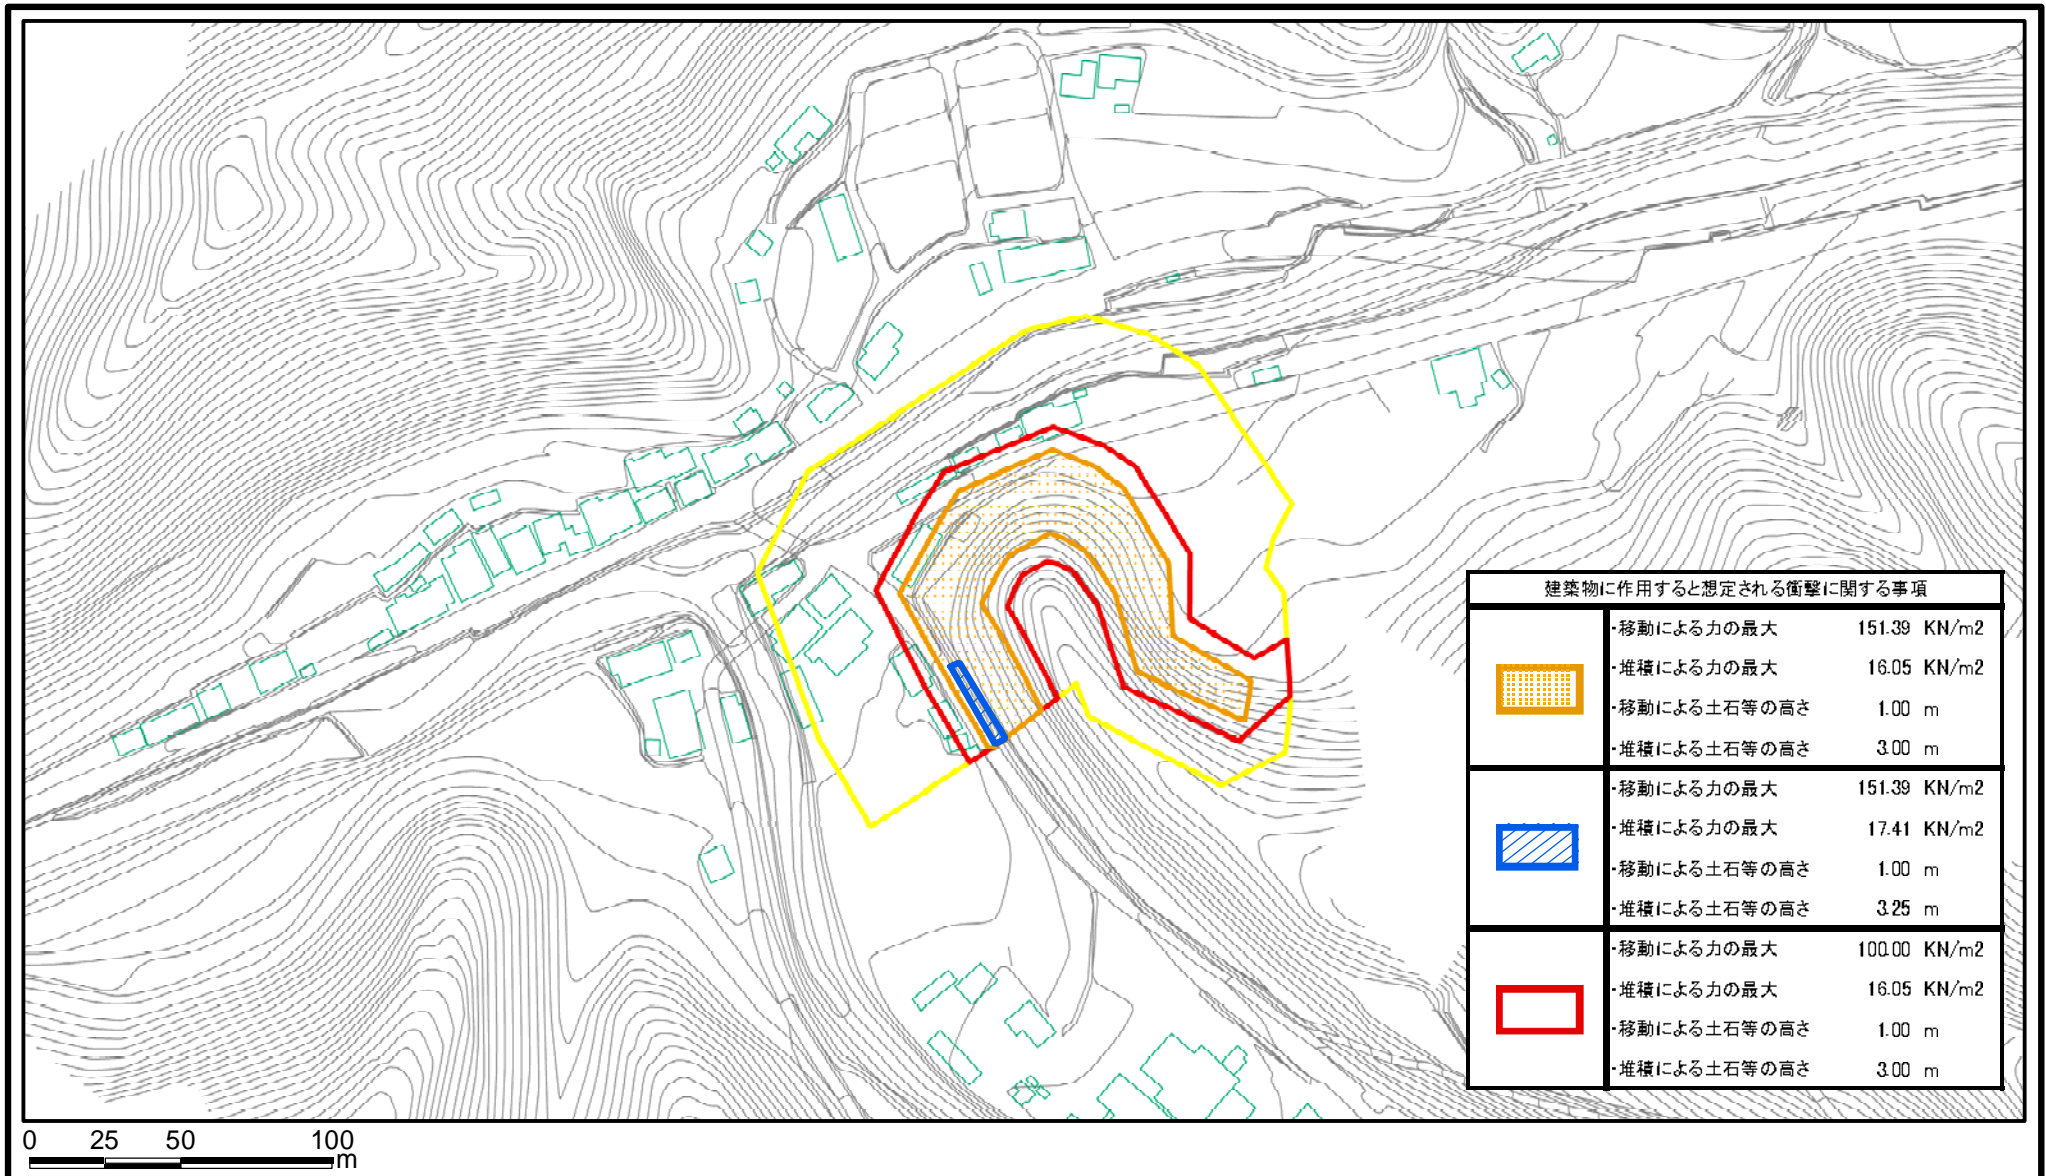 建築物に作用すると想定される衝撃に関する事項
・移動による力の最大 151.39 KN/m2
・堆積による力の最大 16.05 KN/m2
・移動による土石等の高さ 1.00 m
・堆積による土石等の高さ 3.00 m
・移動による力の最大 151.39 KN/m2
・堆積による力の最大 17.41 KN/m2
・移動による土石等の高さ 1.00 m
・堆積による土石等の高さ 3.25 m
・移動による力の最大 100.00 KN/m2
・堆積による力の最大 16.05 KN/m2
・移動による土石等の高さ 1.00 m
・堆積による土石等の高さ 3.00 m
0 25 50 100
m